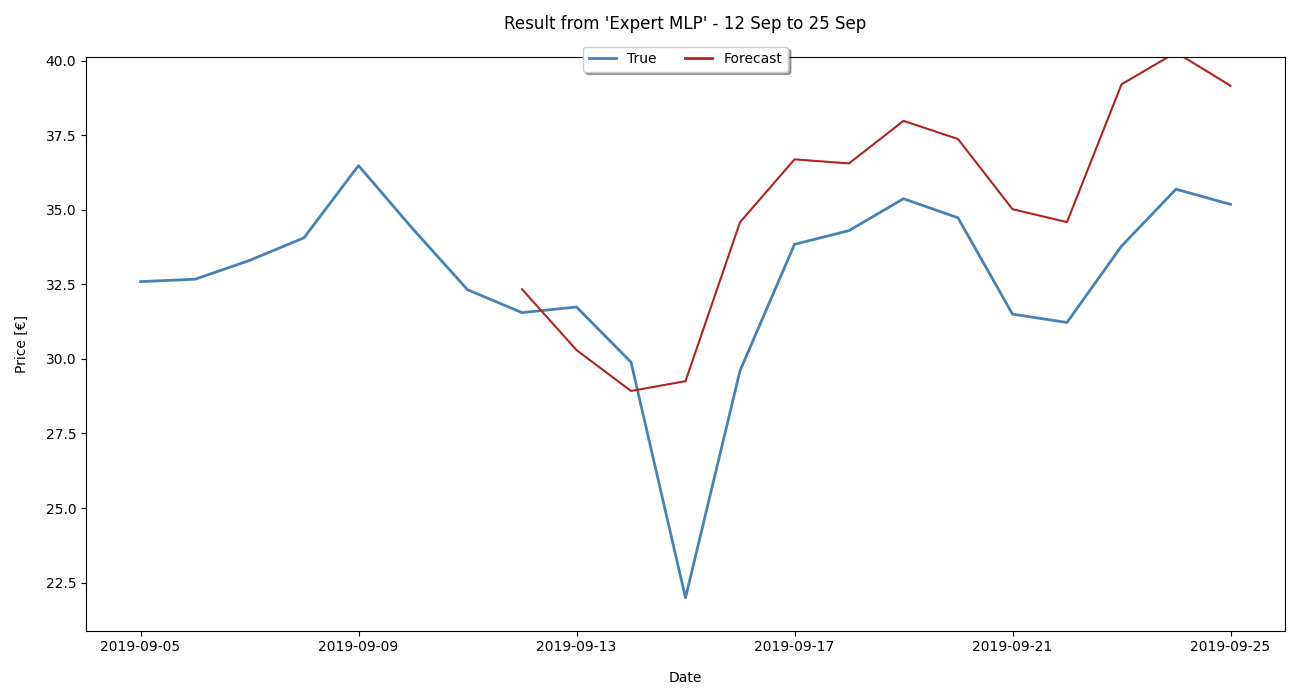 Result from 'Expert MLP' - 12 Sep to 25 Sep
True Forecast
40.0
37.5
35.0
32.5
30.0
27.5
25.0
22.5
Price [€]
2019-09-05 2019-09-09 2019-09-13 2019-09-17 2019-09-21 2019-09-25
Date